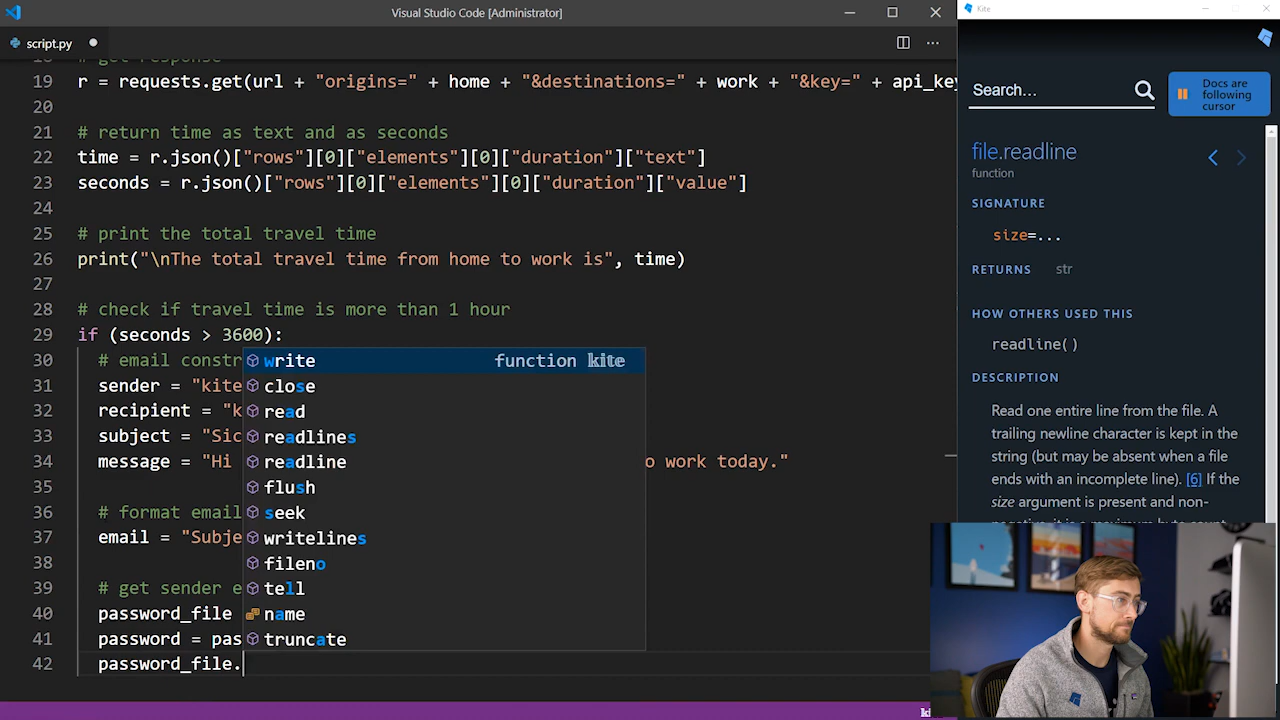 Visual Studio Code [Administrator]
script.py
19 r = requests.get(url + "origins=" + home + "&destinations=" + work + "&key=" + api_key
20
21 # return time as text and as seconds
22 time = r.json()["rows"][0]["elements"][0]["duration"]["text"]
23 seconds = r.json()["rows"][0]["elements"][0]["duration"]["value"]
24
25 # print the total travel time
26 print("\nThe total travel time from home to work is", time)
27
28 # check if travel time is more than 1 hour
29 if (seconds > 3600):
30 # email constr
31 sender = "kite
32 recipient = "k
33 subject = "Sic
34 message = "Hi o work today."
35
36 # format email
37 email = "Subje
38
39 # get sender e
40 password_file
41 password = pas
42 password_file.
write function kite
close
read
readlines
readline
flush
seek
writelines
fileno
tell
name
truncate
Kite
Search...
Docs are
following
cursor
file.readline
function
SIGNATURE
size=...
RETURNS str
HOW OTHERS USED THIS
readline()
DESCRIPTION
Read one entire line from the file. A
trailing newline character is kept in the
string (but may be absent when a file
ends with an incomplete line). [6] If the
size argument is present and non-